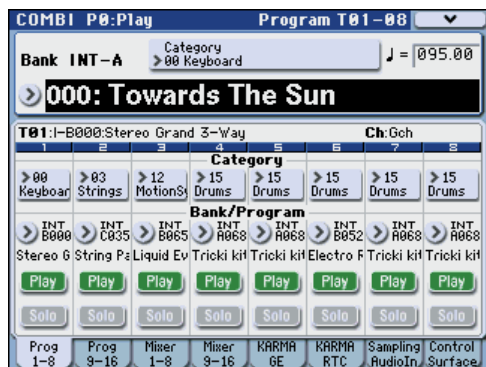 COMBI P0:Play Program T01-08
Bank INT-A Category
>00 Keyboard
♩= 095.00
000: Towards The Sun
T01:I-B000:Stereo Grand 3-Way Ch:Gch
1 2 3 4 5 6 7 8
Category
>00 >03 >12 >15 >15 >15 >15 >15
Keyboar Strings MotionSy Drums Drums Drums Drums Drums
Bank/Program
INT INT INT INT INT INT INT INT
B000 C035 B065 A068 A068 B052 A068 A068
Stereo G String Pa Liquid Ev Tricki kit Tricki kit Electro F Tricki kit Tricki kit
Play Play Play Play Play Play Play Play
Solo Solo Solo Solo Solo Solo Solo Solo
Prog Prog Mixer Mixer KARMA KARMA Sampling Control
1-8 9-16 1-8 9-16 GE RTC AudioIn Surface